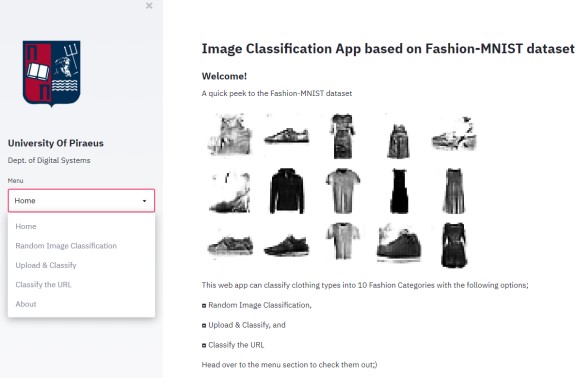 University Of Piraeus
Dept. of Digital Systems
Menu
Home
Home
Random Image Classification
Upload & Classify
Classify the URL
About
Image Classification App based on Fashion-MNIST dataset
Welcome!
A quick peek to the Fashion-MNIST dataset
This web app can classify clothing types into 10 Fashion Categories with the following options;
Random Image Classification,
Upload & Classify, and
Classify the URL
Head over to the menu section to check them out;)